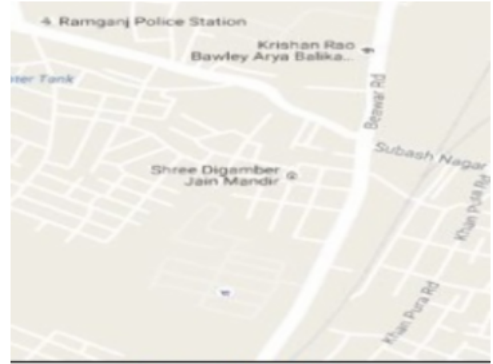 4 Ramganj Police Station
Krishan Rao
Bawley Arya Balika...
ter Tank
Beawar Rd
Subash Nagar
Shree Digamber
Jain Mandir
Khan Pura Rd
Khan Pura Rd